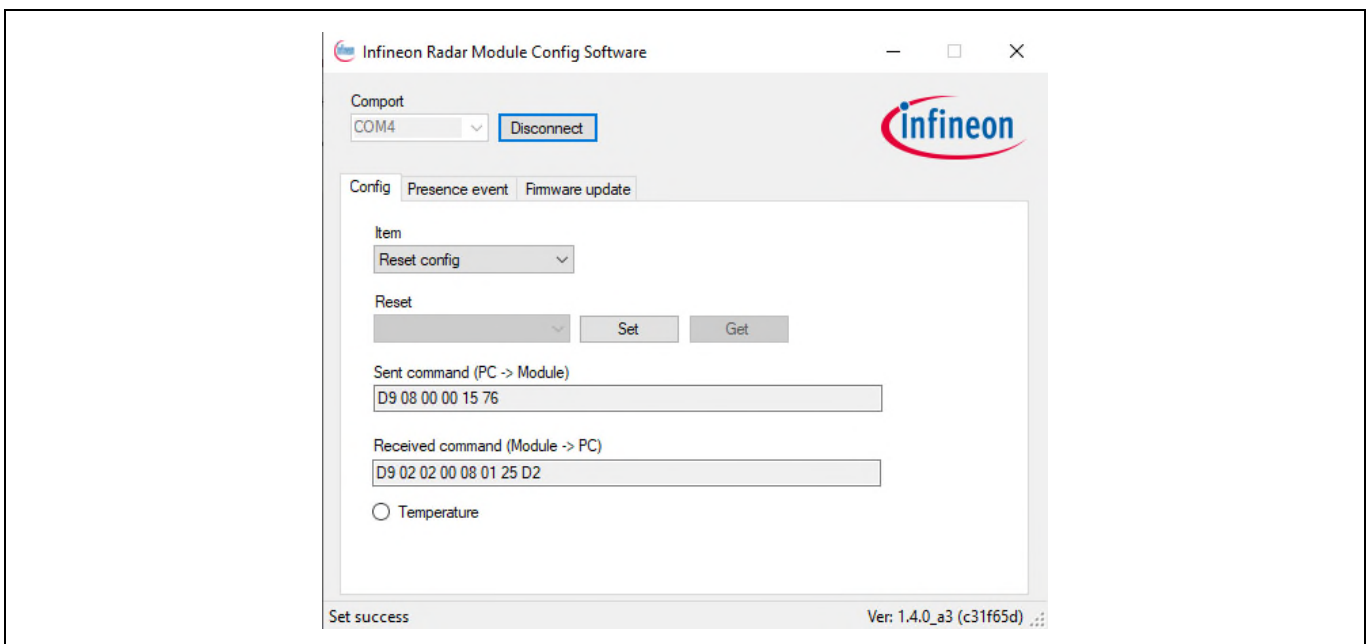 Infineon Radar Module Config Software
Comport
COM4 Disconnect
infineon
Config Presence event Firmware update
Item
Reset config
Reset
Set Get
Sent command (PC -> Module)
D9 08 00 00 15 76
Received command (Module -> PC)
D9 02 02 00 08 01 25 D2
Temperature
Set success Ver: 1.4.0_a3 (c31f65d)